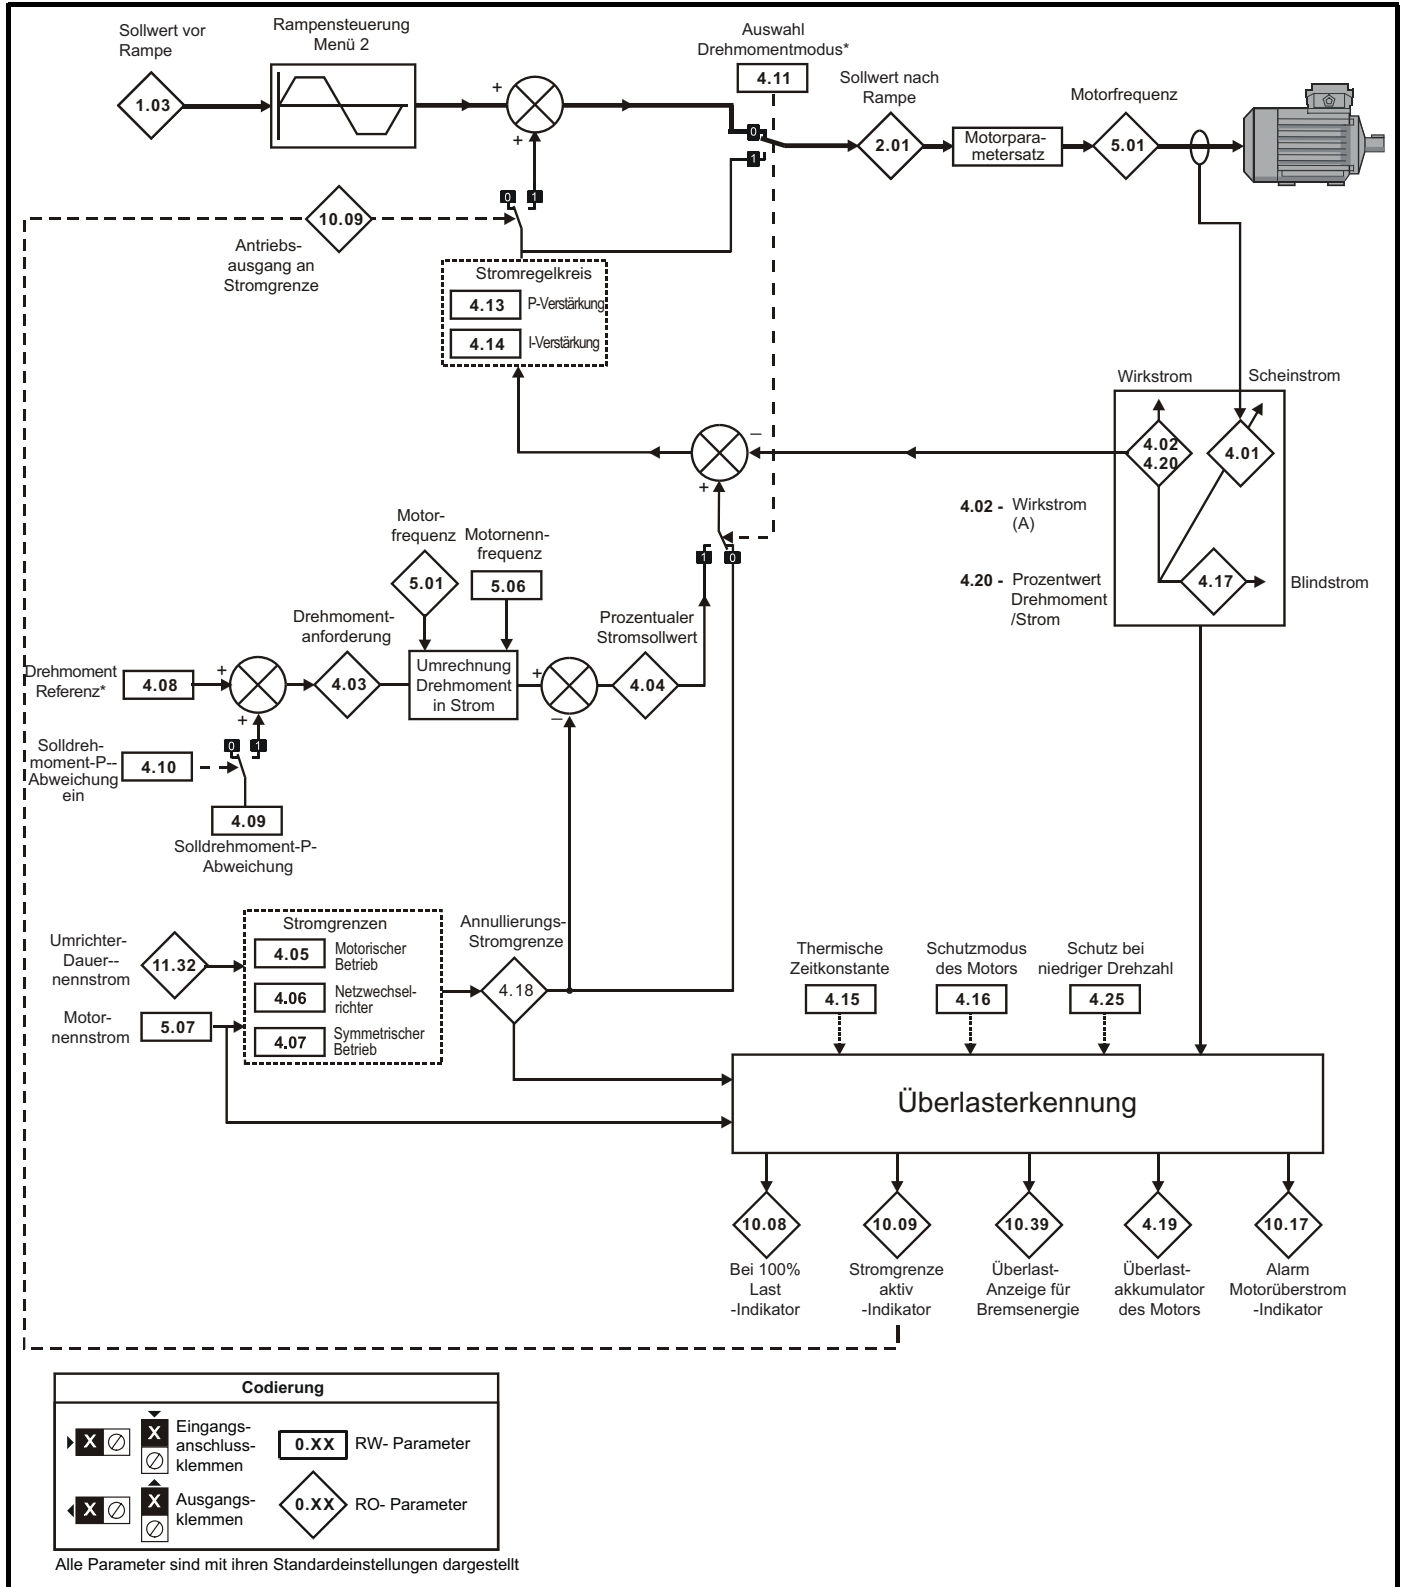 Sollwert vor
Rampe
1.03
Rampensteuerung
Menü 2
+
+
Auswahl
Drehmomentmodus*
4.11
0
1
Sollwert nach
Rampe
2.01
Motorpara-
metersatz
Motorfrequenz
5.01
0 1
10.09
Antriebs-
ausgang an
Stromgrenze
Stromregelkreis
4.13 P-Verstärkung
4.14 I-Verstärkung
Wirkstrom
Scheinstrom
4.02
4.20
4.01
4.17
Blindstrom
4.02 - Wirkstrom
(A)
4.20 - Prozentwert
Drehmoment
/Strom
–
+
1 0
Motor-
frequenz
5.01
Motornenn-
frequenz
5.06
Drehmoment-
anforderung
4.03
Umrechnung
Drehmoment
in Strom
+
–
Prozentualer
Stromsollwert
4.04
Drehmoment
Referenz*
4.08
+
+
0 1
Solldreh-
moment-P--
Abweichung
ein
4.10
4.09
Solldrehmoment-P-
Abweichung
Umrichter-
Dauer--
nennstrom
11.32
Motor-
nennstrom
5.07
Stromgrenzen
4.05 Motorischer
Betrieb
4.06 Netzwechsel-
richter
4.07 Symmetrischer
Betrieb
Annullierungs-
Stromgrenze
4.18
Thermische
Zeitkonstante
4.15
Schutzmodus
des Motors
4.16
Schutz bei
niedriger Drehzahl
4.25
Überlasterkennung
10.08
Bei 100%
Last
-Indikator
10.09
Stromgrenze
aktiv
-Indikator
10.39
Überlast-
Anzeige für
Bremsenergie
4.19
Überlast-
akkumulator
des Motors
10.17
Alarm
Motorüberstrom
-Indikator
Codierung
X X Eingangs-
anschluss-
klemmen
0.XX RW- Parameter
X X Ausgangs-
klemmen
0.XX RO- Parameter
Alle Parameter sind mit ihren Standardeinstellungen dargestellt